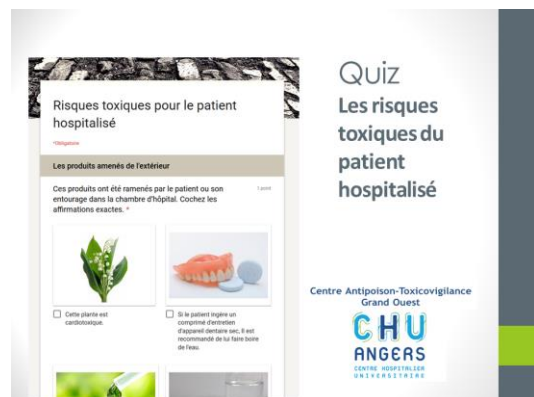 Risques toxiques pour le patient
hospitalisé
*Obligatoire
Les produits amenés de l'extérieur
Ces produits ont été ramenés par le patient ou son
entourage dans la chambre d'hôpital. Cochez les
affirmations exactes. *
1 point
Cette plante est
cardiotoxique.
Si le patient ingère un
comprimé d'entretien
d'appareil dentaire sec, il est
recommandé de lui faire boire
de l'eau.
Quiz
Les risques
toxiques du
patient
hospitalisé
Centre Antipoison-Toxicovigilance
Grand Ouest
CHU
ANGERS
CENTRE HOSPITALIER
UNIVERSITAIRE